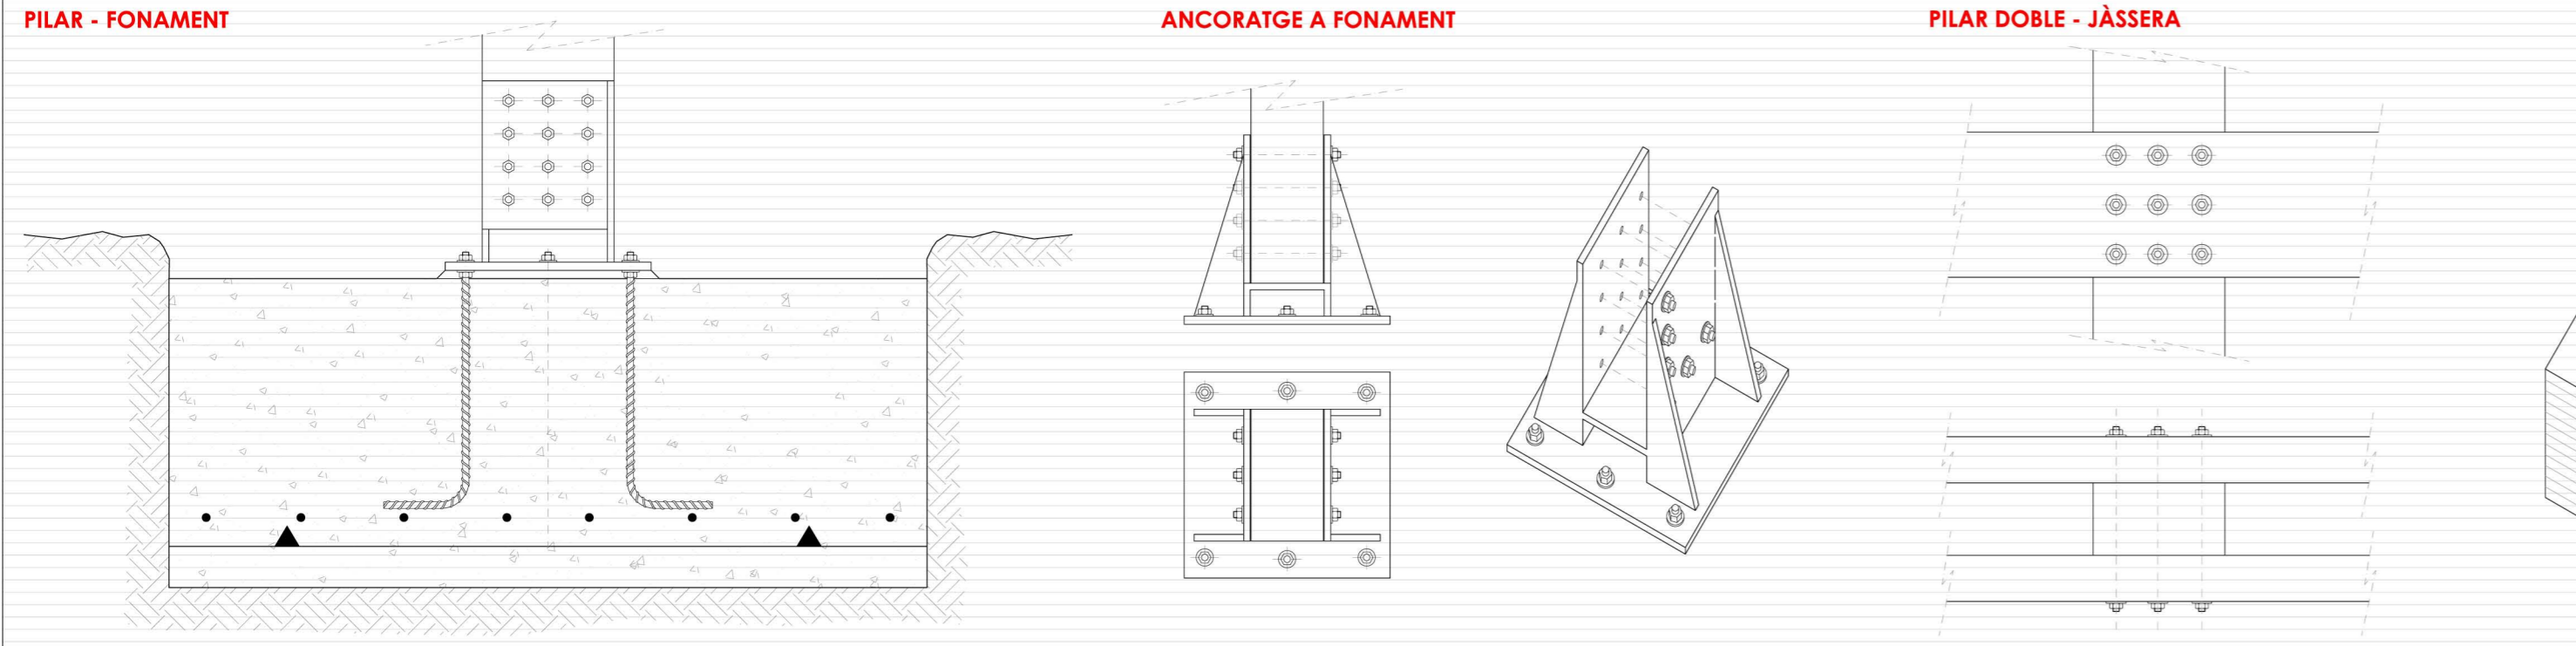 PILAR - FONAMENT
ANCORATGE A FONAMENT
PILAR DOBLE - JÀSSERA